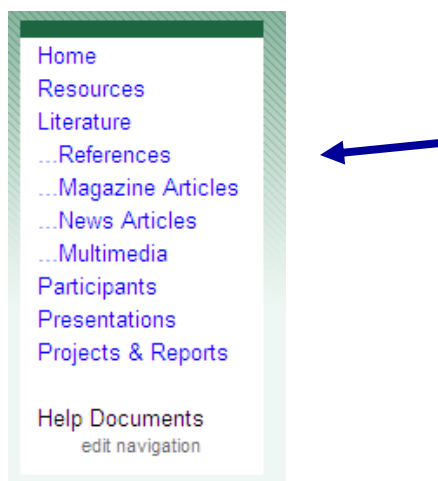 Home
Resources
Literature
...References
...Magazine Articles
...News Articles
...Multimedia
Participants
Presentations
Projects & Reports
Help Documents
edit navigation